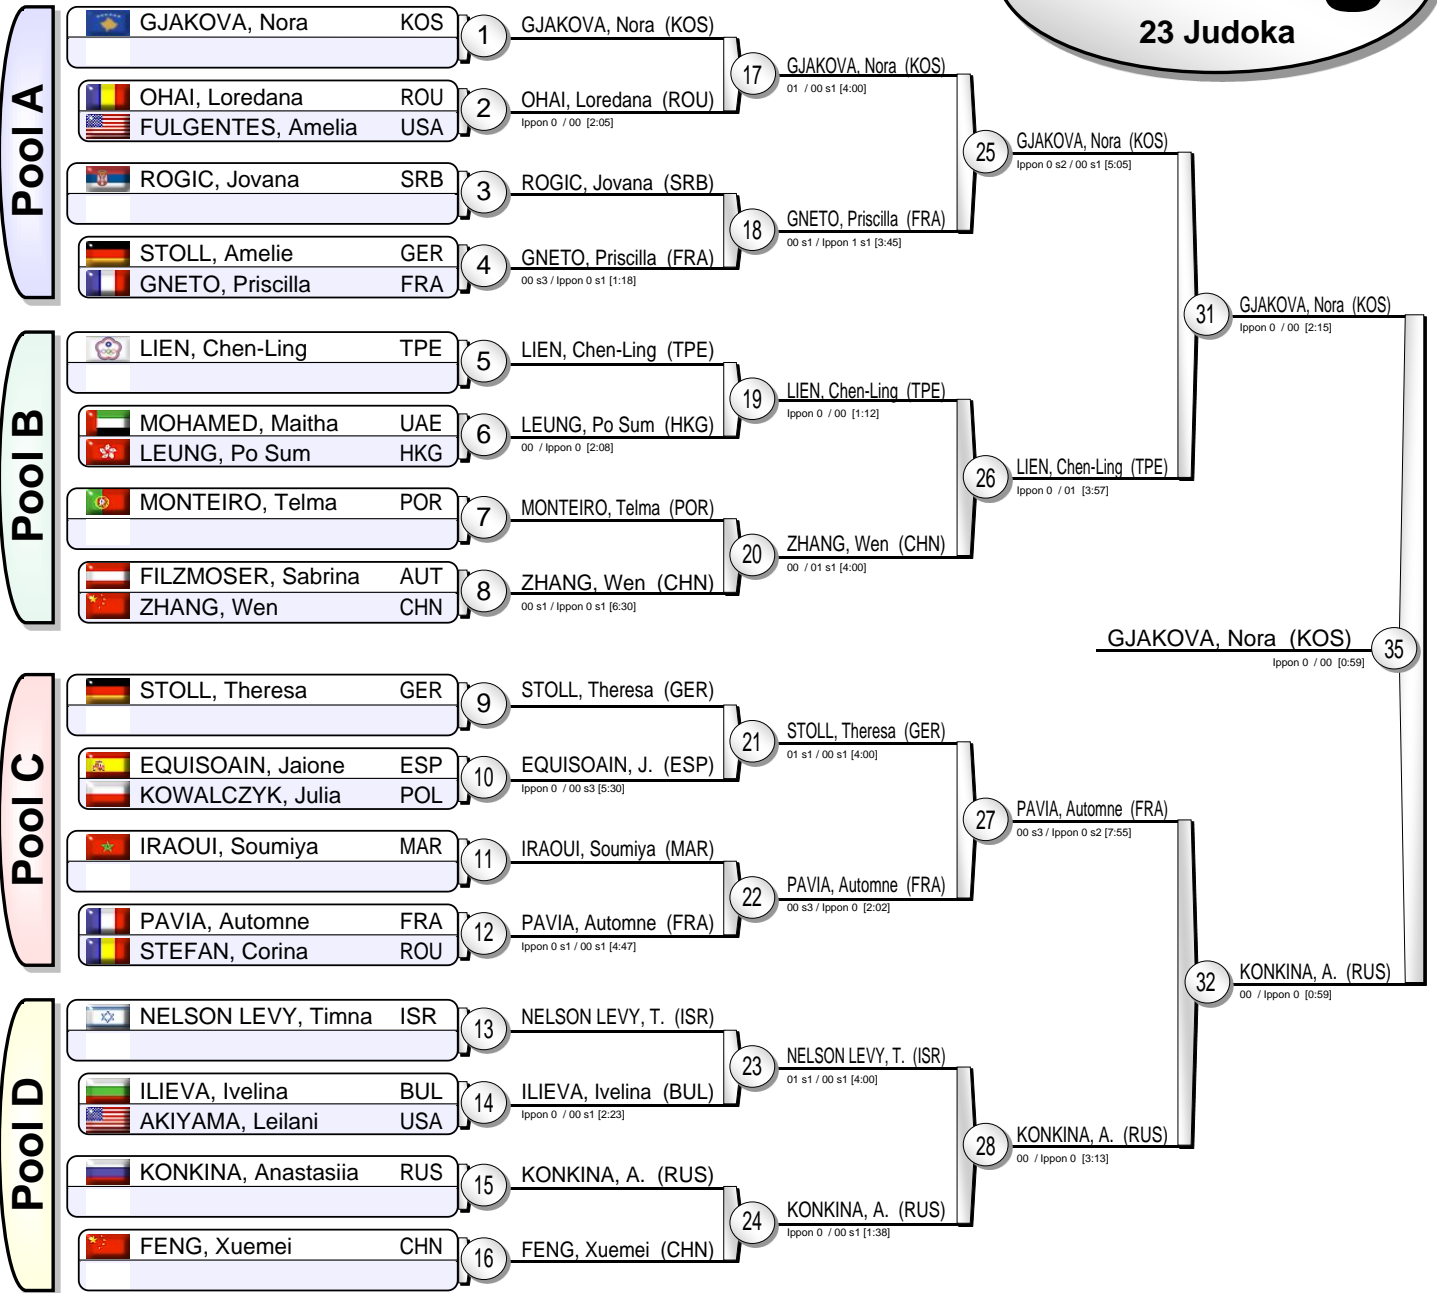 23 Judoka
Pool A
GJAKOVA, Nora KOS
1
OHAI, Loredana ROU
FULGENTES, Amelia USA
2
ROGIC, Jovana SRB
3
STOLL, Amelie GER
GNETO, Priscilla FRA
4
Pool B
LIEN, Chen-Ling TPE
5
MOHAMED, Maitha UAE
LEUNG, Po Sum HKG
6
MONTEIRO, Telma POR
7
FILZMOSER, Sabrina AUT
ZHANG, Wen CHN
8
Pool C
STOLL, Theresa GER
9
EQUISOAIN, Jaione ESP
KOWALCZYK, Julia POL
10
IRAOUI, Soumiya MAR
11
PAVIA, Automne FRA
STEFAN, Corina ROU
12
Pool D
NELSON LEVY, Timna ISR
13
ILIEVA, Ivelina BUL
AKIYAMA, Leilani USA
14
KONKINA, Anastasiia RUS
15
FENG, Xuemei CHN
16
GJAKOVA, Nora (KOS)
17
OHAI, Loredana (ROU)
Ippon 0 / 00 [2:05]
ROGIC, Jovana (SRB)
18
GNETO, Priscilla (FRA)
00 s3 / Ippon 0 s1 [1:18]
LIEN, Chen-Ling (TPE)
19
LEUNG, Po Sum (HKG)
00 / Ippon 0 [2:08]
MONTEIRO, Telma (POR)
20
ZHANG, Wen (CHN)
00 s1 / Ippon 0 s1 [6:30]
STOLL, Theresa (GER)
21
EQUISOAIN, J. (ESP)
Ippon 0 / 00 s3 [5:30]
IRAOUI, Soumiya (MAR)
22
PAVIA, Automne (FRA)
Ippon 0 s1 / 00 s1 [4:47]
NELSON LEVY, T. (ISR)
23
ILIEVA, Ivelina (BUL)
Ippon 0 / 00 s1 [2:23]
KONKINA, A. (RUS)
24
FENG, Xuemei (CHN)
GJAKOVA, Nora (KOS)
01 / 00 s1 [4:00]
25
GNETO, Priscilla (FRA)
00 s1 / Ippon 1 s1 [3:45]
LIEN, Chen-Ling (TPE)
Ippon 0 / 00 [1:12]
26
ZHANG, Wen (CHN)
00 / 01 s1 [4:00]
STOLL, Theresa (GER)
01 s1 / 00 s1 [4:00]
27
PAVIA, Automne (FRA)
00 s3 / Ippon 0 [2:02]
NELSON LEVY, T. (ISR)
01 s1 / 00 s1 [4:00]
28
KONKINA, A. (RUS)
Ippon 0 / 00 s1 [1:38]
GJAKOVA, Nora (KOS)
Ippon 0 s2 / 00 s1 [5:05]
31
LIEN, Chen-Ling (TPE)
Ippon 0 / 01 [3:57]
PAVIA, Automne (FRA)
00 s3 / Ippon 0 s2 [7:55]
32
KONKINA, A. (RUS)
00 / Ippon 0 [3:13]
GJAKOVA, Nora (KOS)
Ippon 0 / 00 [2:15]
KONKINA, A. (RUS)
00 / Ippon 0 [0:59]
GJAKOVA, Nora (KOS)
35
Ippon 0 / 00 [0:59]